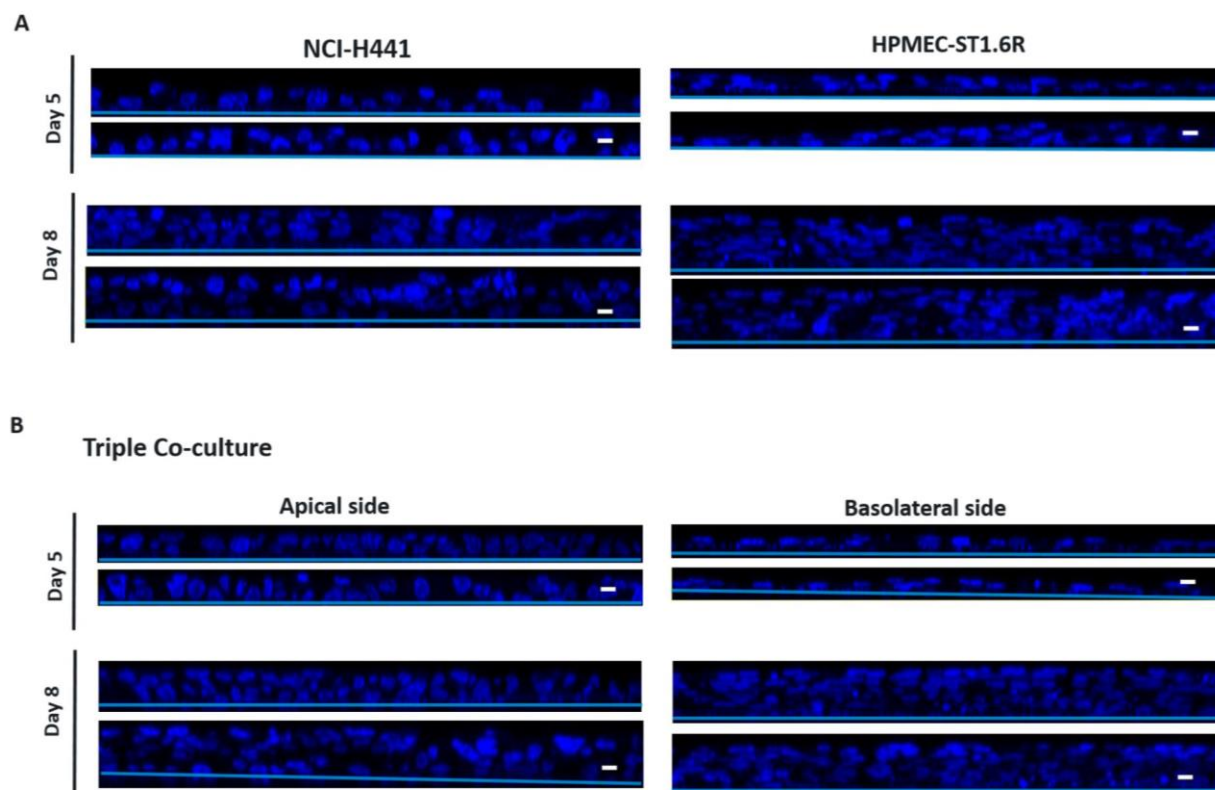 A
NCI-H441
HPMEC-ST1.6R
Day 5
Day 8
B
Triple Co-culture
Apical side
Basolateral side
Day 5
Day 8